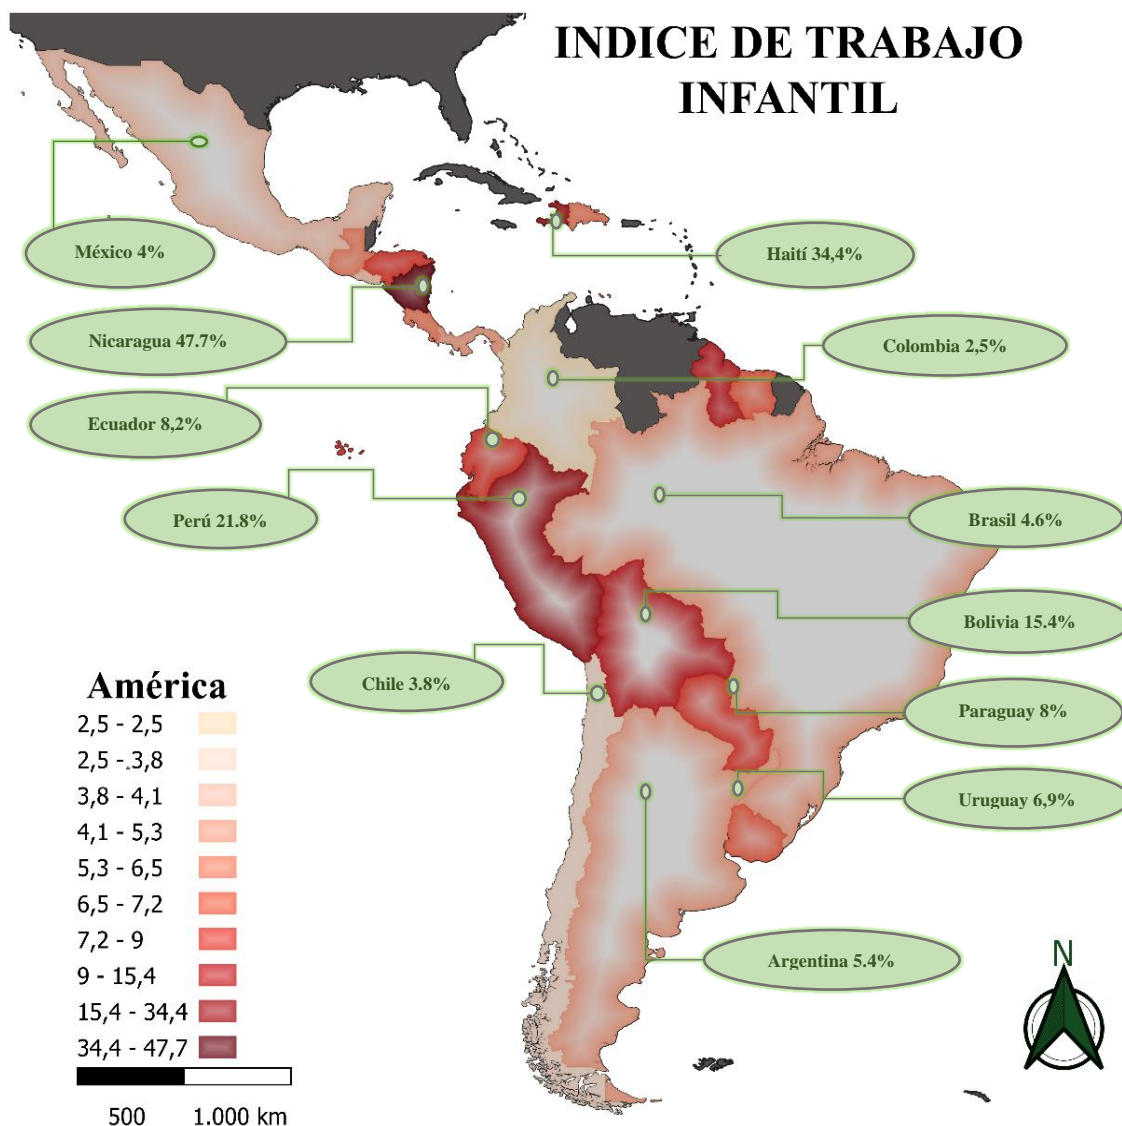 INDICE DE TRABAJO
INFANTIL
México 4%
Haití 34,4%
Nicaragua 47.7%
Colombia 2,5%
Ecuador 8,2%
Perú 21.8%
Brasil 4.6%
Bolivia 15.4%
Chile 3.8%
Paraguay 8%
Uruguay 6,9%
Argentina 5.4%
América
2,5 - 2,5
2,5 - 3,8
3,8 - 4,1
4,1 - 5,3
5,3 - 6,5
6,5 - 7,2
7,2 - 9
9 - 15,4
15,4 - 34,4
34,4 - 47,7
500 1.000 km
N